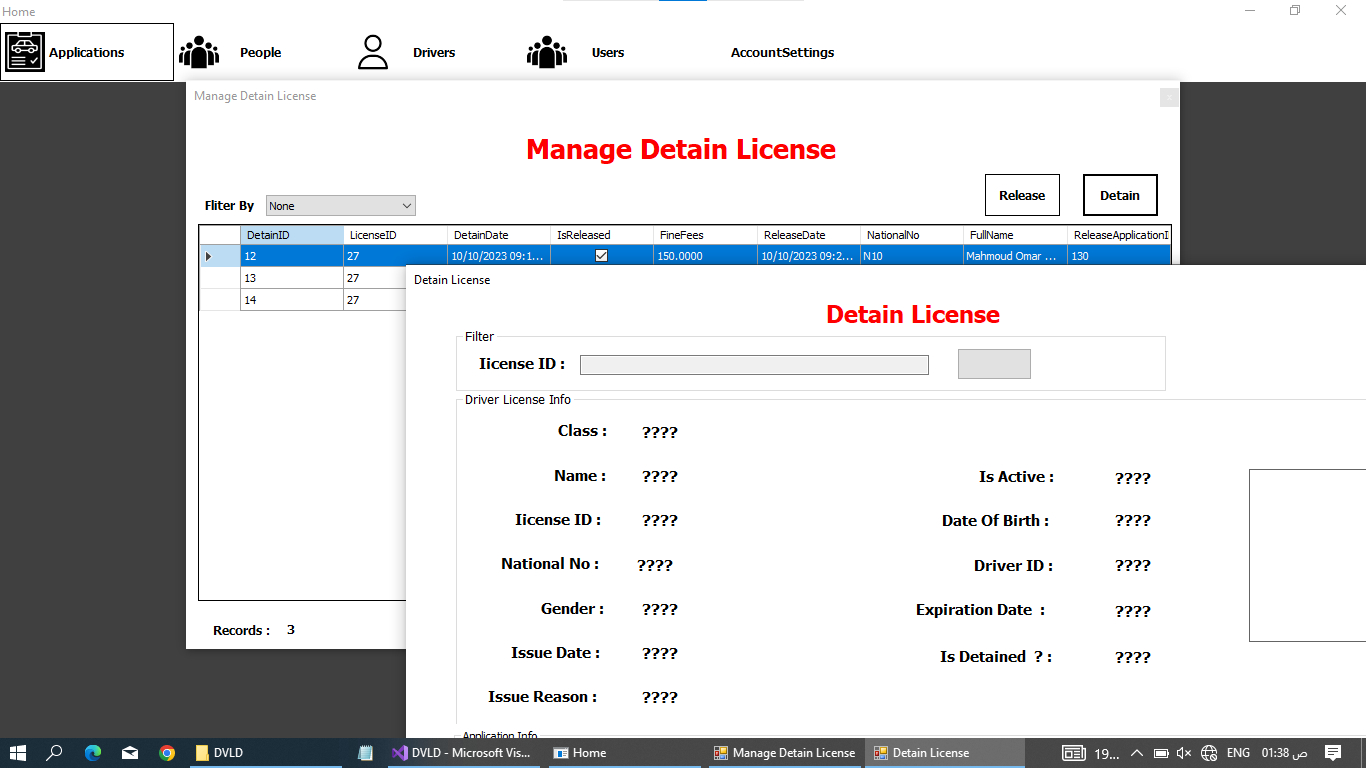 Home
Applications People Drivers Users AccountSettings
Manage Detain License
Manage Detain License
Release Detain
Fliter By None
DetainID LicenseID DetainDate IsReleased FineFees ReleaseDate NationalNo FullName ReleaseApplicationI
12 27 10/10/2023 09:1... 150.0000 10/10/2023 09:2... N10 Mahmoud Omar ... 130
13 27
14 27
Records : 3
Detain License
Detain License
Filter
Iicense ID :
Driver License Info
Class : ????
Name : ???? Is Active : ????
Iicense ID : ???? Date Of Birth : ????
National No : ???? Driver ID : ????
Gender : ???? Expiration Date : ????
Issue Date : ???? Is Detained ? : ????
Issue Reason : ????
Application Info
DVLD DVLD - Microsoft Vis... Home Manage Detain License Detain License 19... ENG 01:38 ص